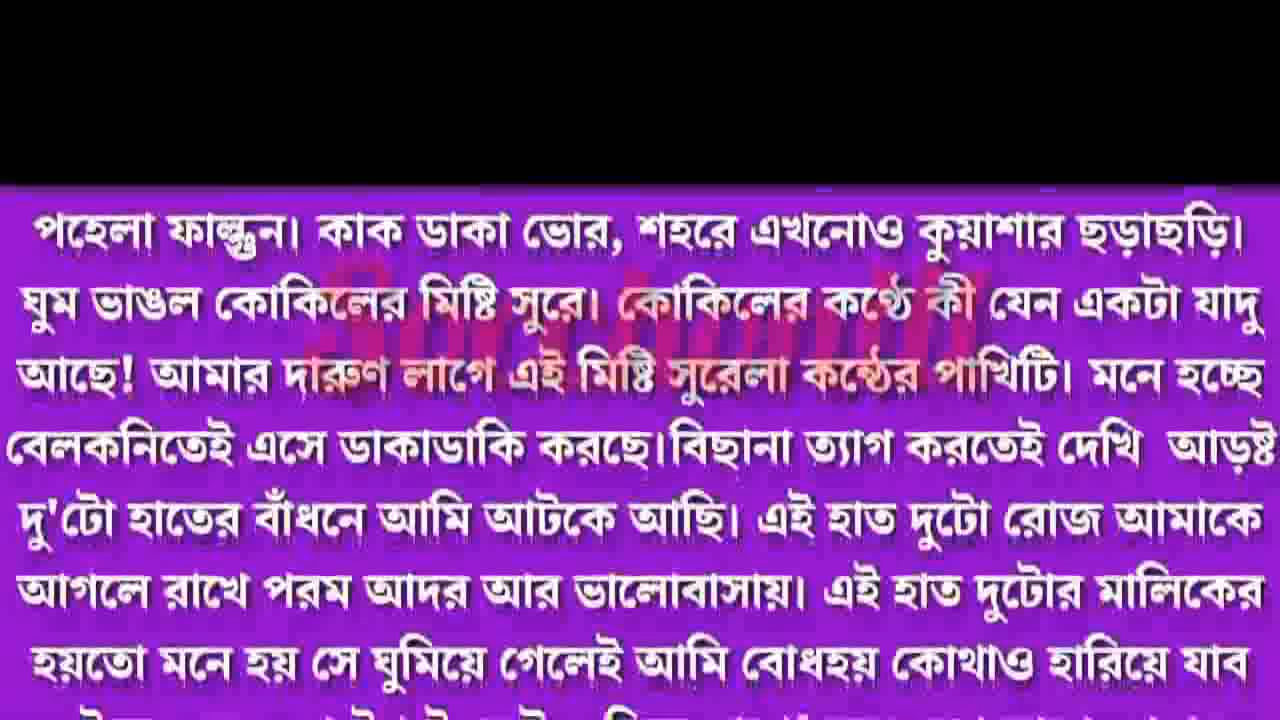 পহেলা ফাল্গুন। কাক ডাকা ভোর, শহরে এখনোও কুয়াশার ছড়াছড়ি।
ঘুম ভাঙল কোকিলের মিষ্টি সুরে। কোকিলের কণ্ঠে কী যেন একটা যাদু
আছে! আমার দারুণ লাগে এই মিষ্টি সুরেলা কন্ঠের পাখিটি। মনে হচ্ছে
বেলকনিতেই এসে ডাকাডাকি করছে।বিছানা ত্যাগ করতেই দেখি আড়ষ্ট
দু'টো হাতের বাঁধনে আমি আটকে আছি। এই হাত দুটো রোজ আমাকে
আগলে রাখে পরম আদর আর ভালোবাসায়। এই হাত দুটোর মালিকের
হয়তো মনে হয় সে ঘুমিয়ে গেলেই আমি বোধহয় কোথাও হারিয়ে যাব